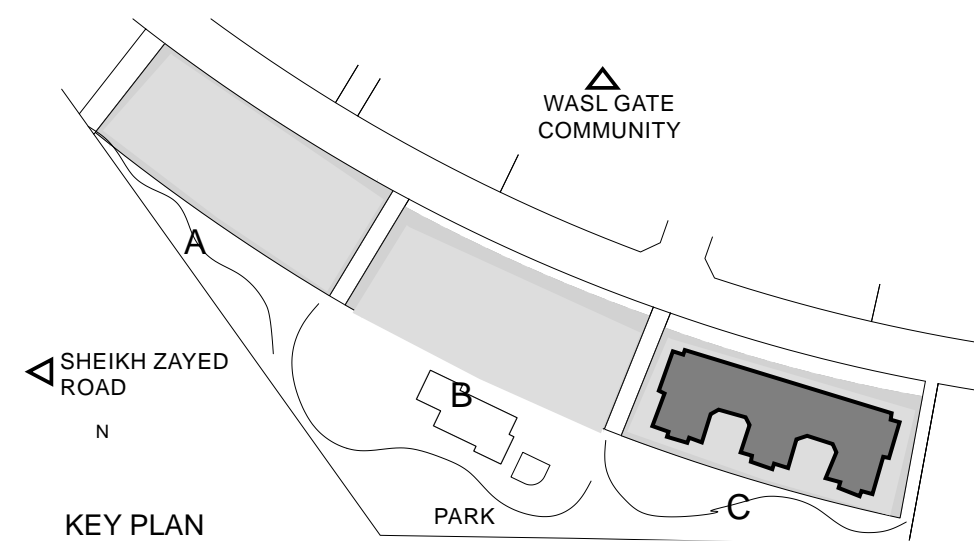 WASL GATE
COMMUNITY
A
SHEIKH ZAYED
ROAD
B
N
C
PARK
KEY PLAN